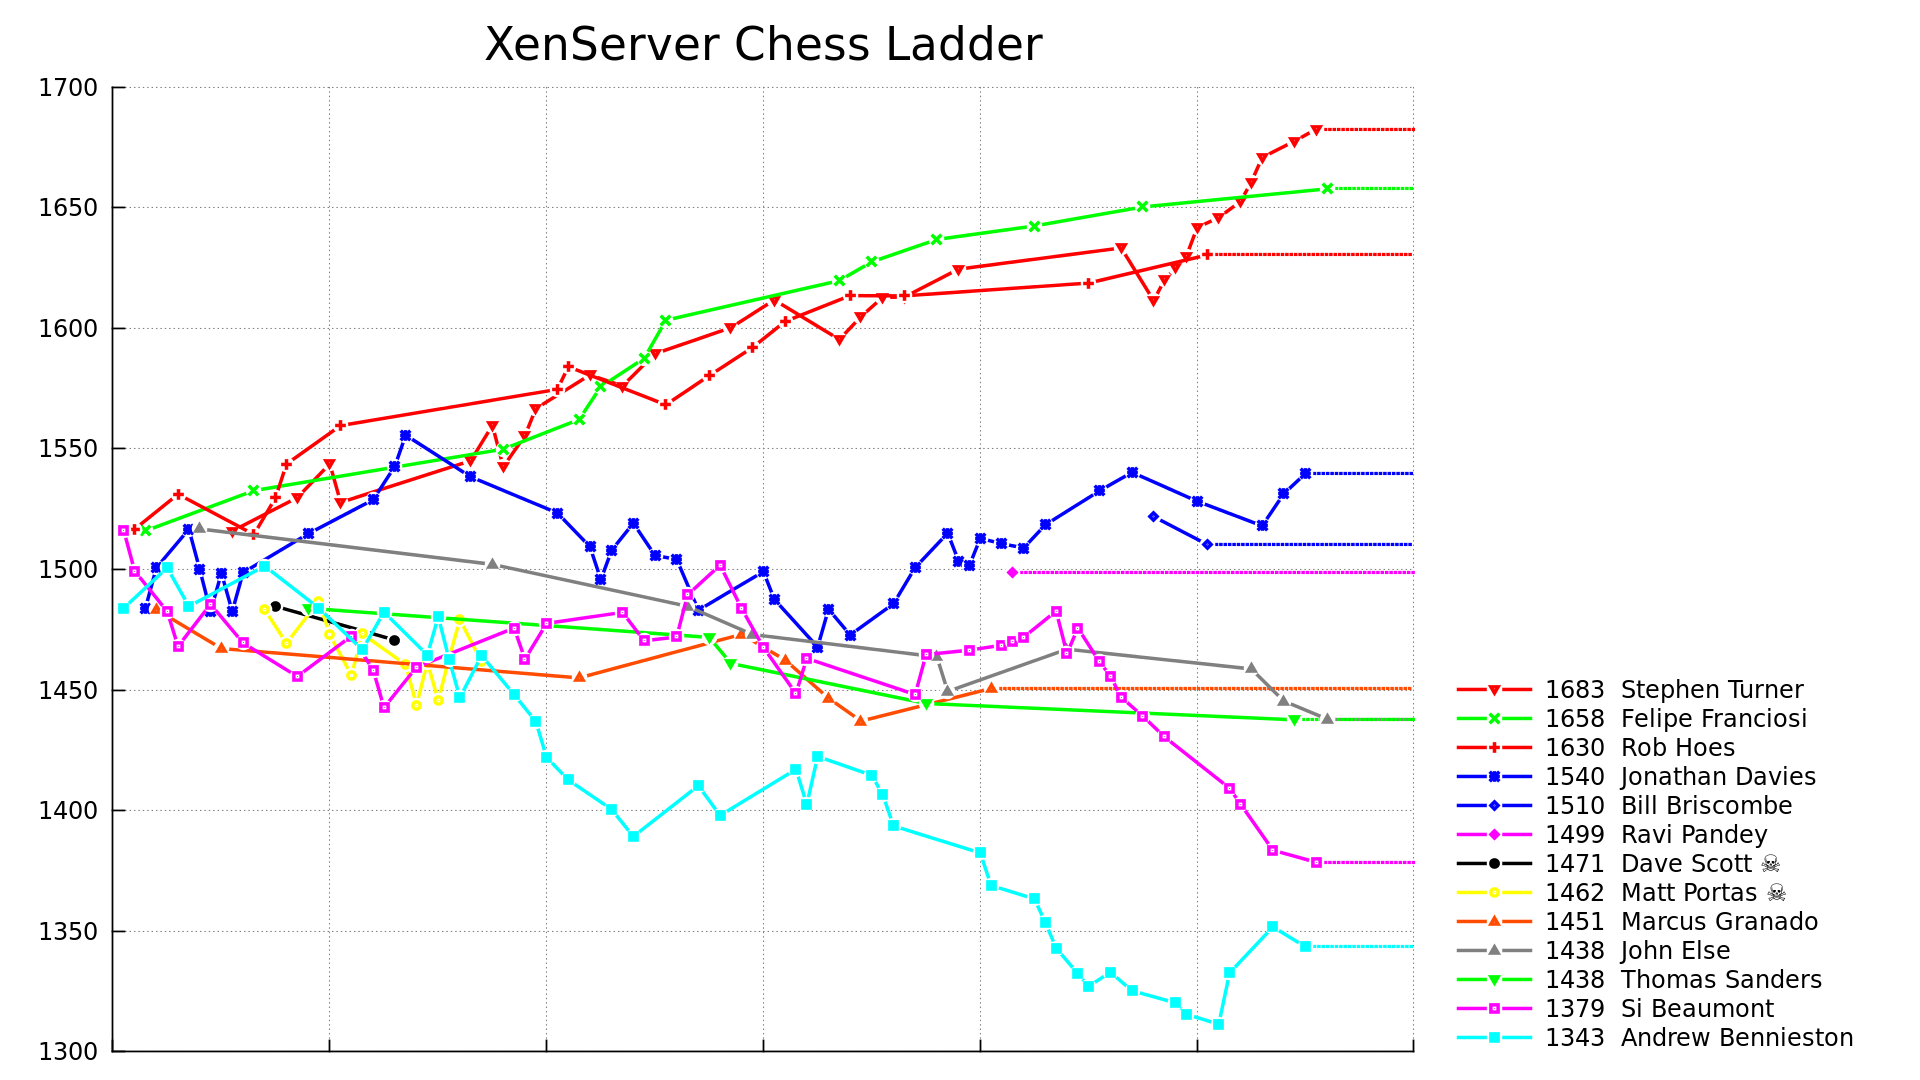 XenServer Chess Ladder
1700
1650
1600
1550
1500
1450
1400
1350
1300
1683 Stephen Turner
1658 Felipe Franciosi
1630 Rob Hoes
1540 Jonathan Davies
1510 Bill Briscombe
1499 Ravi Pandey
1471 Dave Scott ☠
1462 Matt Portas ☠
1451 Marcus Granado
1438 John Else
1438 Thomas Sanders
1379 Si Beaumont
1343 Andrew Bennieston